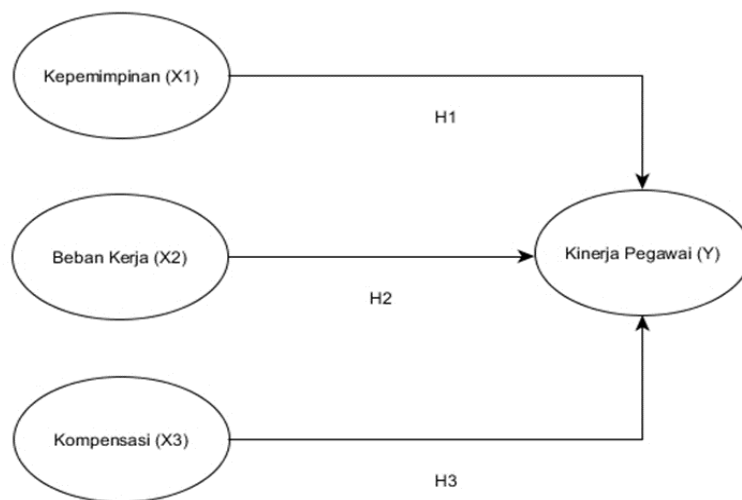 Kepemimpinan (X1)
H1
Beban Kerja (X2)
Kinerja Pegawai (Y)
H2
Kompensasi (X3)
H3